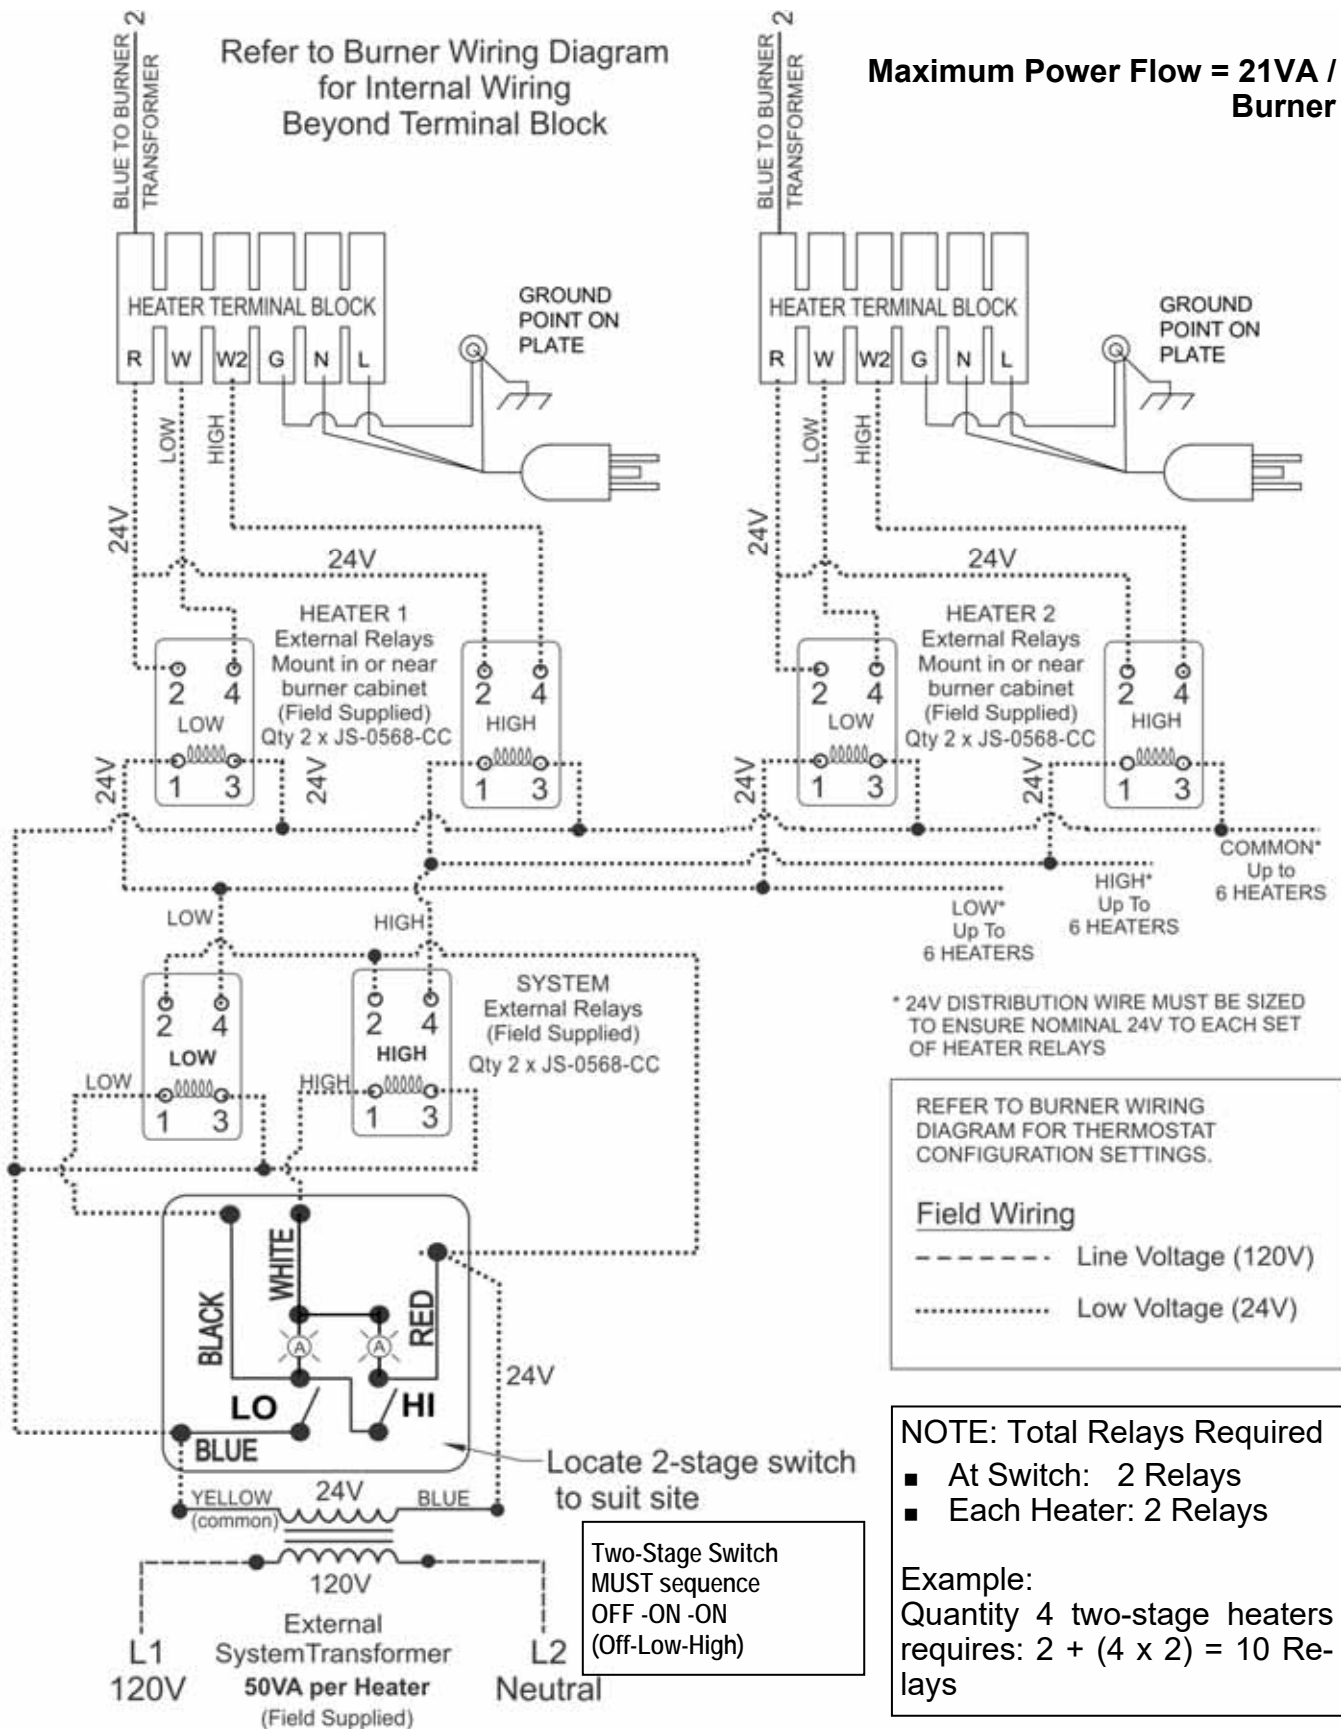 BLUE TO BURNER 2
TRANSFORMER
Refer to Burner Wiring Diagram
for Internal Wiring
Beyond Terminal Block
BLUE TO BURNER 2
TRANSFORMER
Maximum Power Flow = 21VA /
Burner
HEATER TERMINAL BLOCK
R W W2 G N L
GROUND
POINT ON
PLATE
HEATER TERMINAL BLOCK
R W W2 G N L
GROUND
POINT ON
PLATE
LOW
HIGH
24V
24V
LOW
HIGH
24V
24V
HEATER 1
External Relays
Mount in or near
burner cabinet
(Field Supplied)
Qty 2 x JS-0568-CC
2 4
LOW
1 3
2 4
HIGH
1 3
24V
24V
HEATER 2
External Relays
Mount in or near
burner cabinet
(Field Supplied)
Qty 2 x JS-0568-CC
2 4
LOW
1 3
2 4
HIGH
1 3
24V
24V
COMMON*
Up to
6 HEATERS
HIGH*
Up To
6 HEATERS
LOW*
Up To
6 HEATERS
LOW
HIGH
2 4
LOW
1 3
LOW
2 4
HIGH
1 3
HIGH
SYSTEM
External Relays
(Field Supplied)
Qty 2 x JS-0568-CC
* 24V DISTRIBUTION WIRE MUST BE SIZED
TO ENSURE NOMINAL 24V TO EACH SET
OF HEATER RELAYS
REFER TO BURNER WIRING
DIAGRAM FOR THERMOSTAT
CONFIGURATION SETTINGS.
Field Wiring
Line Voltage (120V)
Low Voltage (24V)
BLACK
WHITE
RED
A A
LO
HI
BLUE
24V
Locate 2-stage switch
to suit site
YELLOW
(common)
24V
BLUE
120V
L1
120V
External
SystemTransformer
50VA per Heater
(Field Supplied)
L2
Neutral
Two-Stage Switch
MUST sequence
OFF -ON -ON
(Off-Low-High)
NOTE: Total Relays Required
■ At Switch: 2 Relays
■ Each Heater: 2 Relays
Example:
Quantity 4 two-stage heaters
requires: 2 + (4 x 2) = 10 Re-
lays